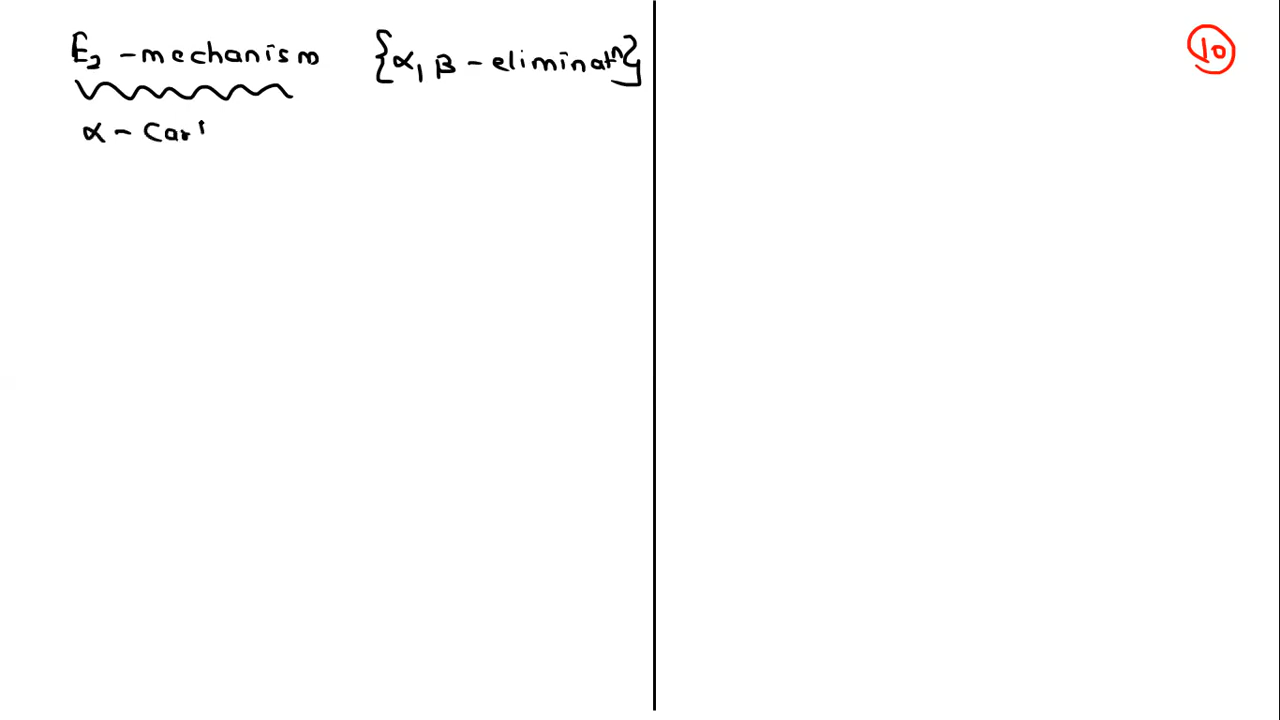 E₂ - mechanism {α, β - eliminatⁿ}
α - Car
10